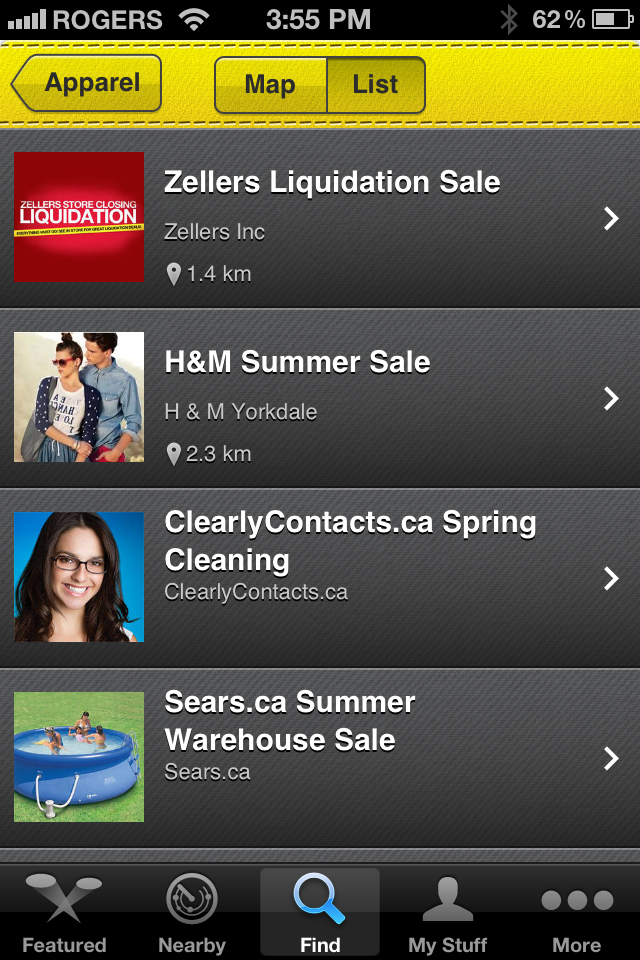 ROGERS 3:55 PM 62%
Apparel Map List
ZELLERS STORE CLOSING
LIQUIDATION
EVERYTHING MUST GO! SEE IN STORE FOR GREAT LIQUIDATION DEALS!
Zellers Liquidation Sale
Zellers Inc
1.4 km
H&M Summer Sale
H & M Yorkdale
2.3 km
ClearlyContacts.ca Spring
Cleaning
ClearlyContacts.ca
Sears.ca Summer
Warehouse Sale
Sears.ca
Featured Nearby Find My Stuff More